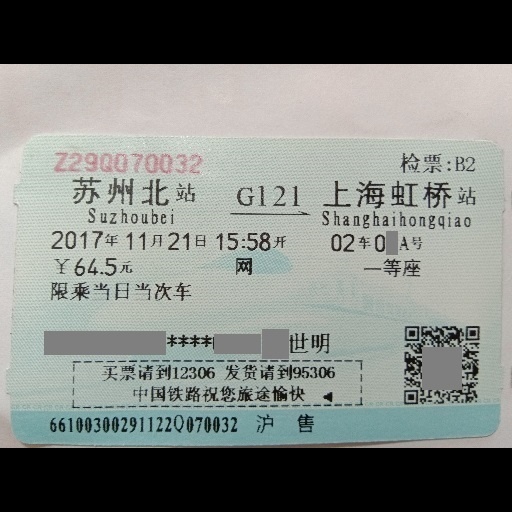 Z29Q070032 检票:B2
苏州北站 G121 上海虹桥站
Suzhoubei Shanghaihongqiao
2017年11月21日15:58开 02车0 A号
￥64.5元 网 一等座
限乘当日当次车
**** 世明
买票请到12306 发货请到95306
中国铁路祝您旅途愉快
66100300291122Q070032 沪售